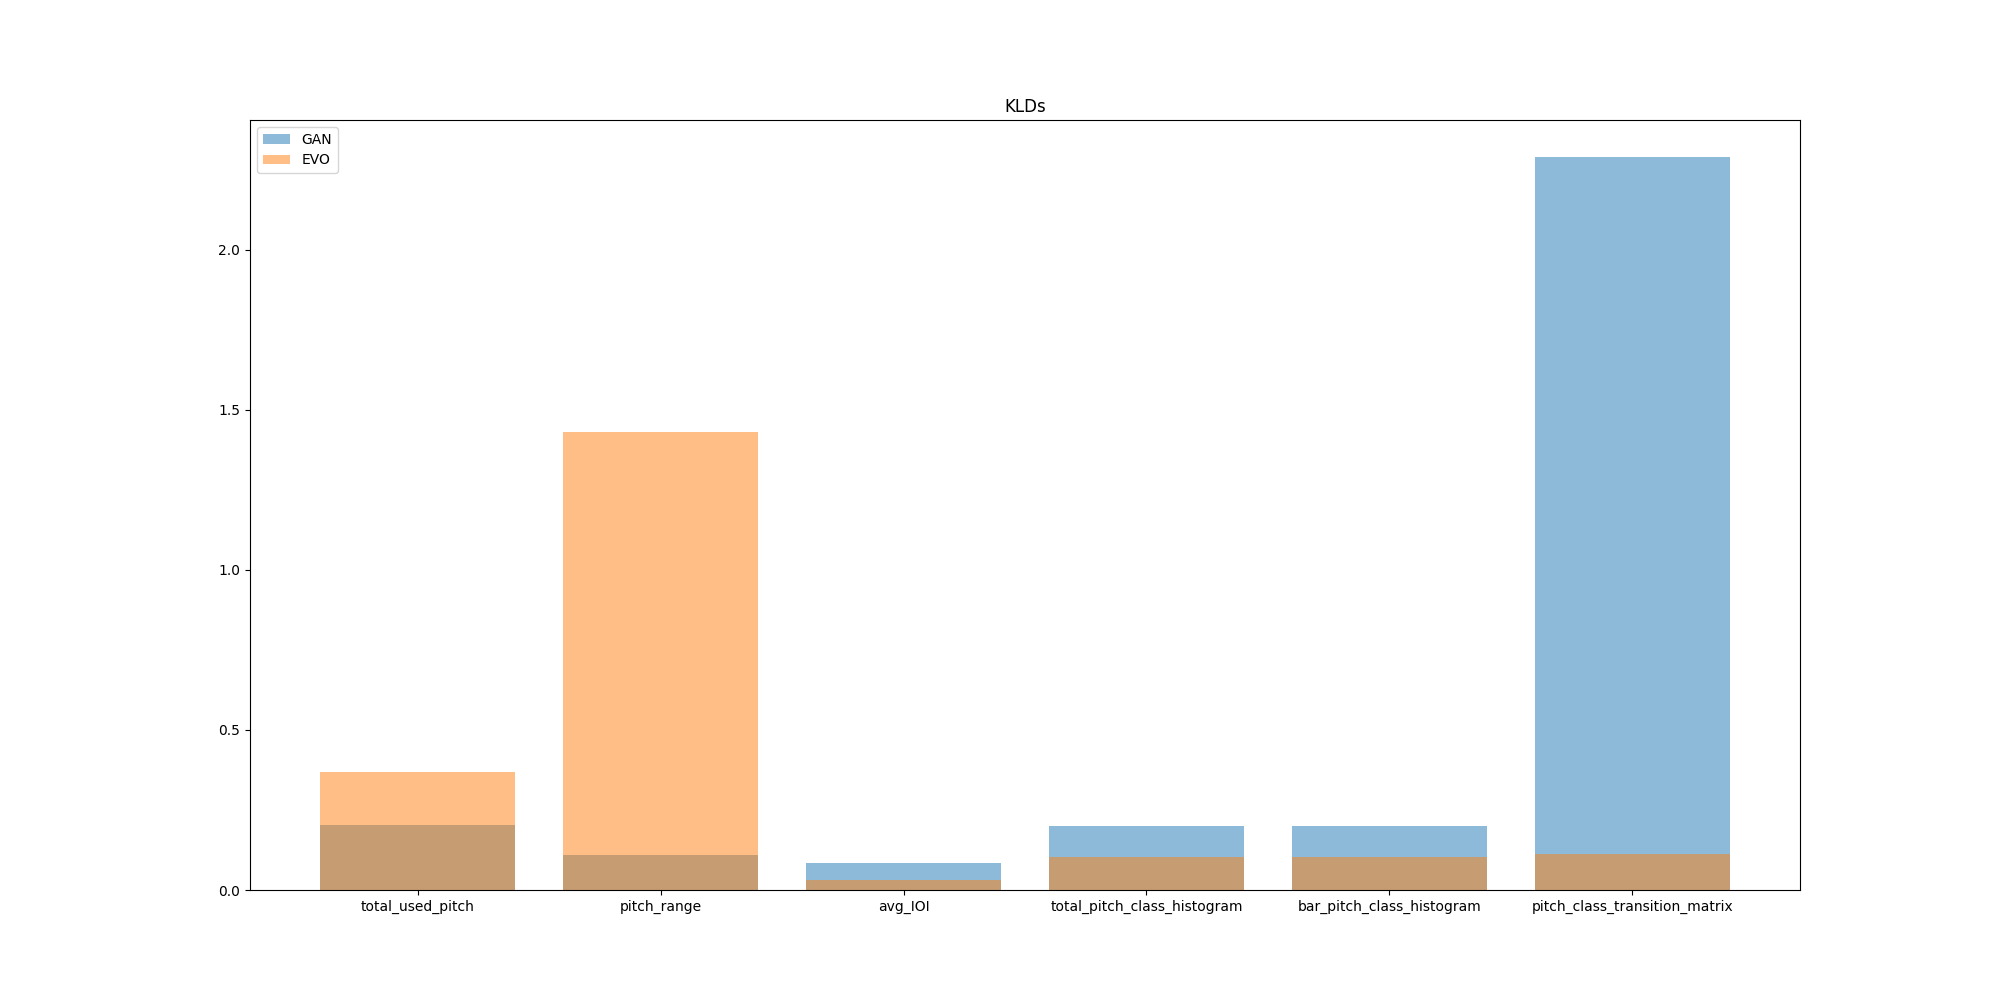 KLDs
GAN
EVO
2.0
1.5
1.0
0.5
0.0
total_used_pitch
pitch_range
avg_IOI
total_pitch_class_histogram
bar_pitch_class_histogram
pitch_class_transition_matrix